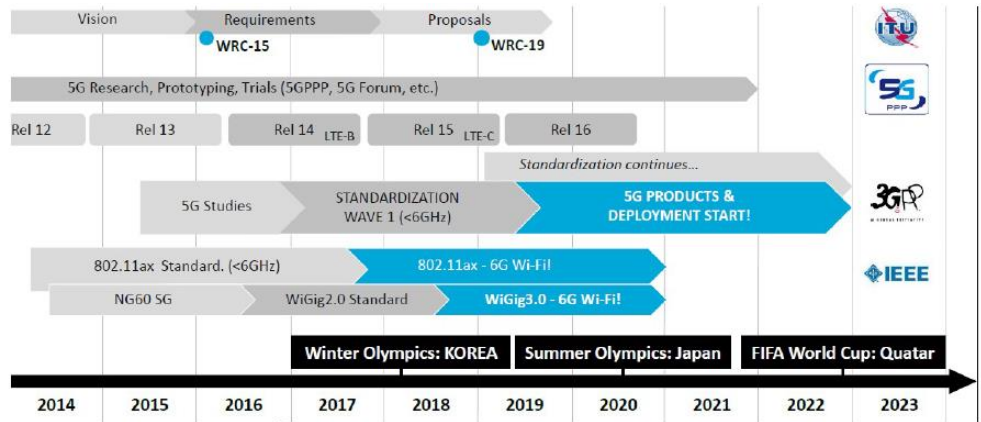 Vision
Requirements
Proposals
WRC-15
WRC-19
ITU
5G Research, Prototyping, Trials (5GPPP, 5G Forum, etc.)
5G
PPP
Rel 12
Rel 13
Rel 14 LTE-B
Rel 15 LTE-C
Rel 16
Standardization continues...
5G Studies
STANDARDIZATION
WAVE 1 (<6GHz)
5G PRODUCTS &
DEPLOYMENT START!
3GPP
802.11ax Standard. (<6GHz)
802.11ax - 6G Wi-Fi!
IEEE
NG60 SG
WiGig2.0 Standard
WiGig3.0 - 6G Wi-Fi!
Winter Olympics: KOREA
Summer Olympics: Japan
FIFA World Cup: Quatar
2014
2015
2016
2017
2018
2019
2020
2021
2022
2023